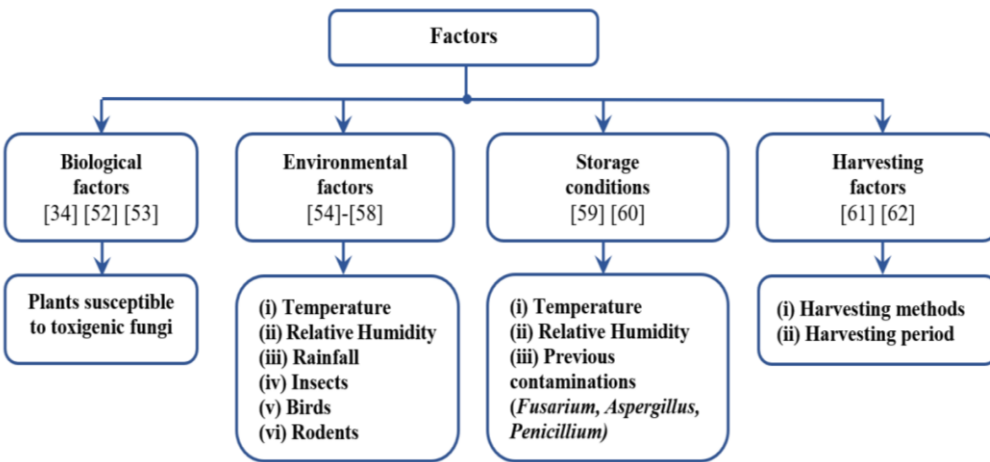 Factors
Biological
factors
[34] [52] [53]
Environmental
factors
[54]-[58]
Storage
conditions
[59] [60]
Harvesting
factors
[61] [62]
Plants susceptible
to toxigenic fungi
(i) Temperature
(ii) Relative Humidity
(iii) Rainfall
(iv) Insects
(v) Birds
(vi) Rodents
(i) Temperature
(ii) Relative Humidity
(iii) Previous
contaminations
(Fusarium, Aspergillus,
Penicillium)
(i) Harvesting methods
(ii) Harvesting period